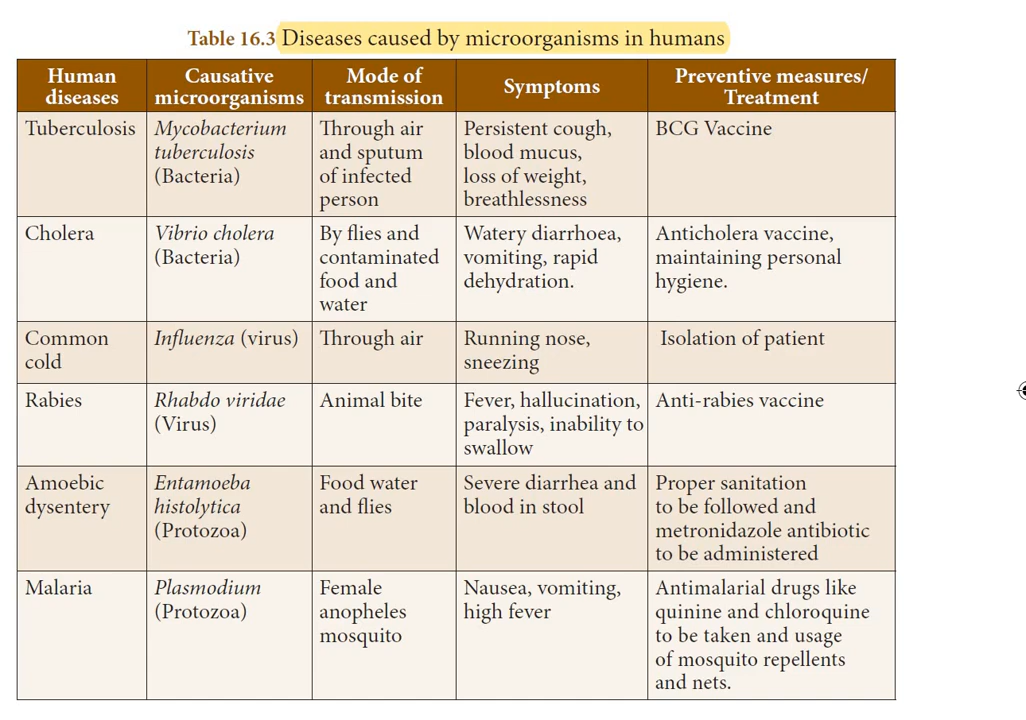 Table 16.3 Diseases caused by microorganisms in humans
Human diseases | Causative microorganisms | Mode of transmission | Symptoms | Preventive measures/ Treatment
Tuberculosis
Mycobacterium
tuberculosis
(Bacteria)
Through air
and sputum
of infected
person
Persistent cough,
blood mucus,
loss of weight,
breathlessness
BCG Vaccine
Cholera
Vibrio cholera
(Bacteria)
By flies and
contaminated
food and
water
Watery diarrhoea,
vomiting, rapid
dehydration.
Anticholera vaccine,
maintaining personal
hygiene.
Common
cold
Influenza (virus)
Through air
Running nose,
sneezing
Isolation of patient
Rabies
Rhabdo viridae
(Virus)
Animal bite
Fever, hallucination,
paralysis, inability to
swallow
Anti-rabies vaccine
Amoebic
dysentery
Entamoeba
histolytica
(Protozoa)
Food water
and flies
Severe diarrhea and
blood in stool
Proper sanitation
to be followed and
metronidazole antibiotic
to be administered
Malaria
Plasmodium
(Protozoa)
Female
anopheles
mosquito
Nausea, vomiting,
high fever
Antimalarial drugs like
quinine and chloroquine
to be taken and usage
of mosquito repellents
and nets.